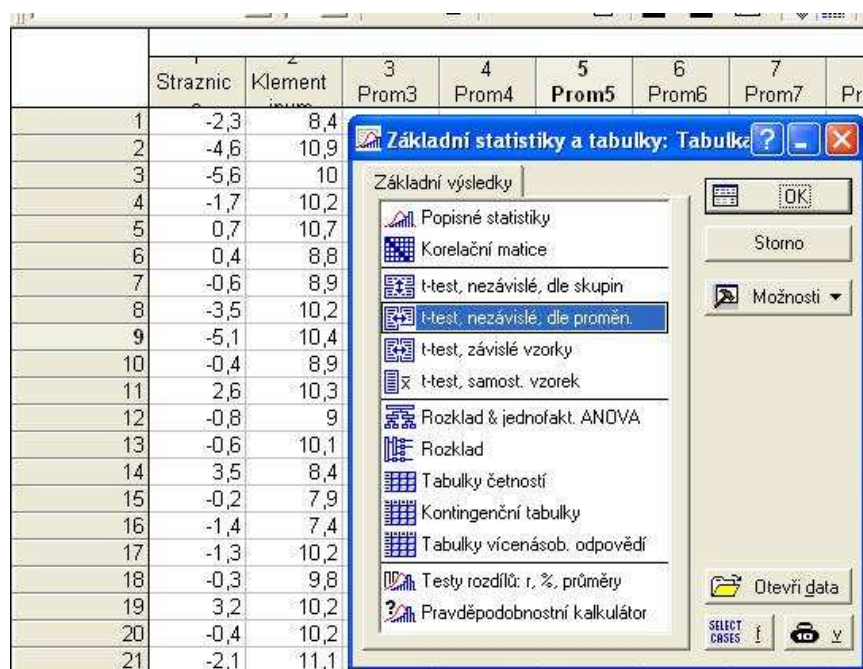 1 2 3 4 5 6 7
Straznic Klement Prom3 Prom4 Prom5 Prom6 Prom7 Pr
1 -2,3 8,4
2 -4,6 10,9
3 -5,6 10
4 -1,7 10,2
5 0,7 10,7
6 0,4 8,8
7 -0,6 8,9
8 -3,5 10,2
9 -5,1 10,4
10 -0,4 8,9
11 2,6 10,3
12 -0,8 9
13 -0,6 10,1
14 3,5 8,4
15 -0,2 7,9
16 -1,4 7,4
17 -1,3 10,2
18 -0,3 9,8
19 3,2 10,2
20 -0,4 10,2
21 -2,1 11,1
Základní statistiky a tabulky: Tabulka
Základní výsledky
Popisné statistiky
Korelační matice
t-test, nezávislé, dle skupin
t-test, nezávislé, dle proměn.
t-test, závislé vzorky
t-test, samost. vzorek
Rozklad & jednofakt. ANOVA
Rozklad
Tabulky četností
Kontingenční tabulky
Tabulky vícenásob. odpovědí
Testy rozdílů: r, %, průměry
Pravděpodobnostní kalkulátor
OK
Storno
Možnosti
Otevři data
SELECT CASES f v